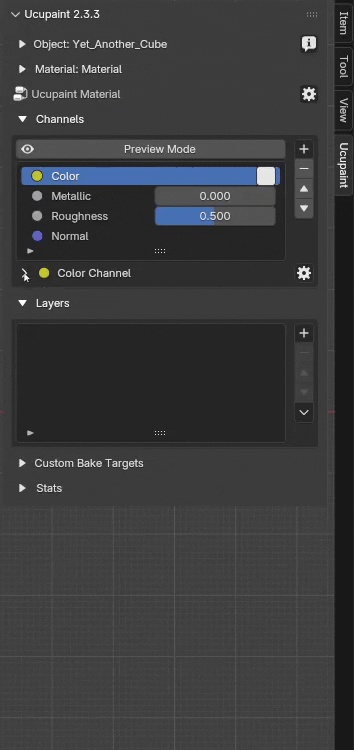 Ucupaint 2.3.3
Object: Yet_Another_Cube
Material: Material
Ucupaint Material
Channels
Preview Mode
Color
Metallic 0.000
Roughness 0.500
Normal
Color Channel
Layers
Custom Bake Targets
Stats
Item
Tool
View
Ucupaint